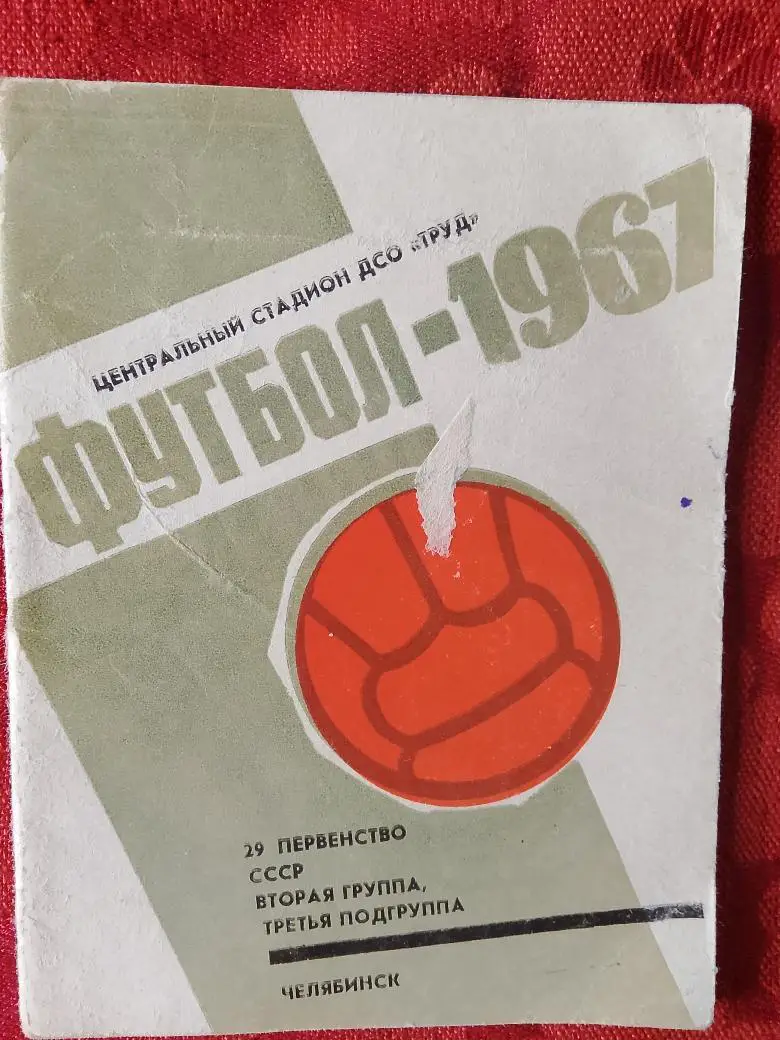 ЦЕНТРАЛЬНЫЙ СТАДИОН ДСО «ТРУД»
ФУТБОЛ-1967
29 ПЕРВЕНСТВО
СССР
ВТОРАЯ ГРУППА,
ТРЕТЬЯ ПОДГРУППА
ЧЕЛЯБИНСК